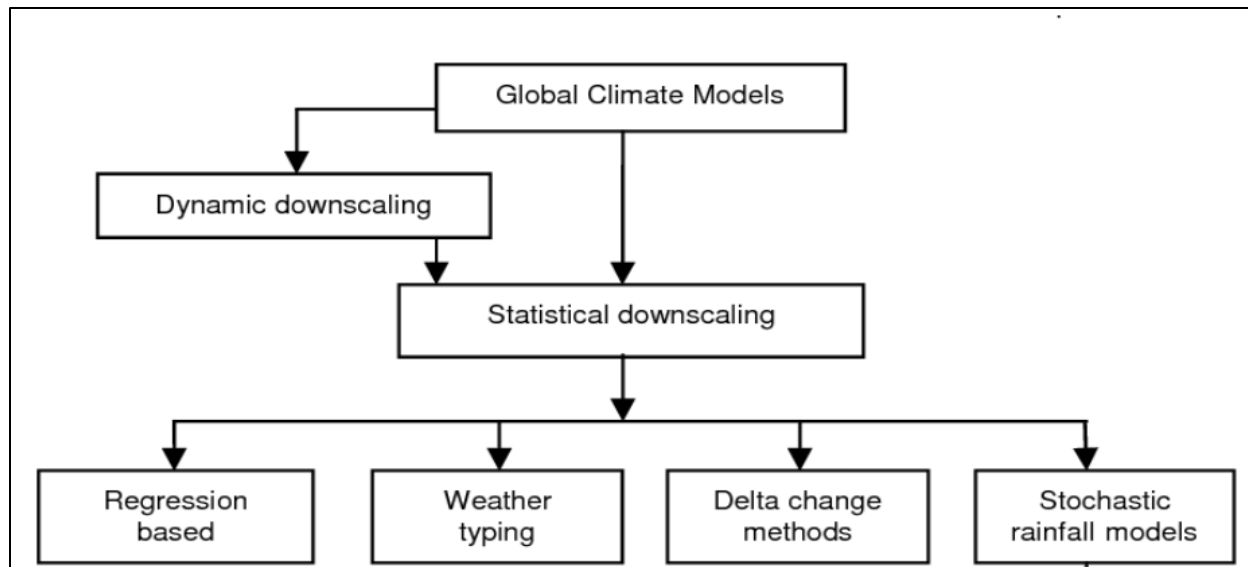 Global Climate Models
Dynamic downscaling
Statistical downscaling
Regression
based
Weather
typing
Delta change
methods
Stochastic
rainfall models